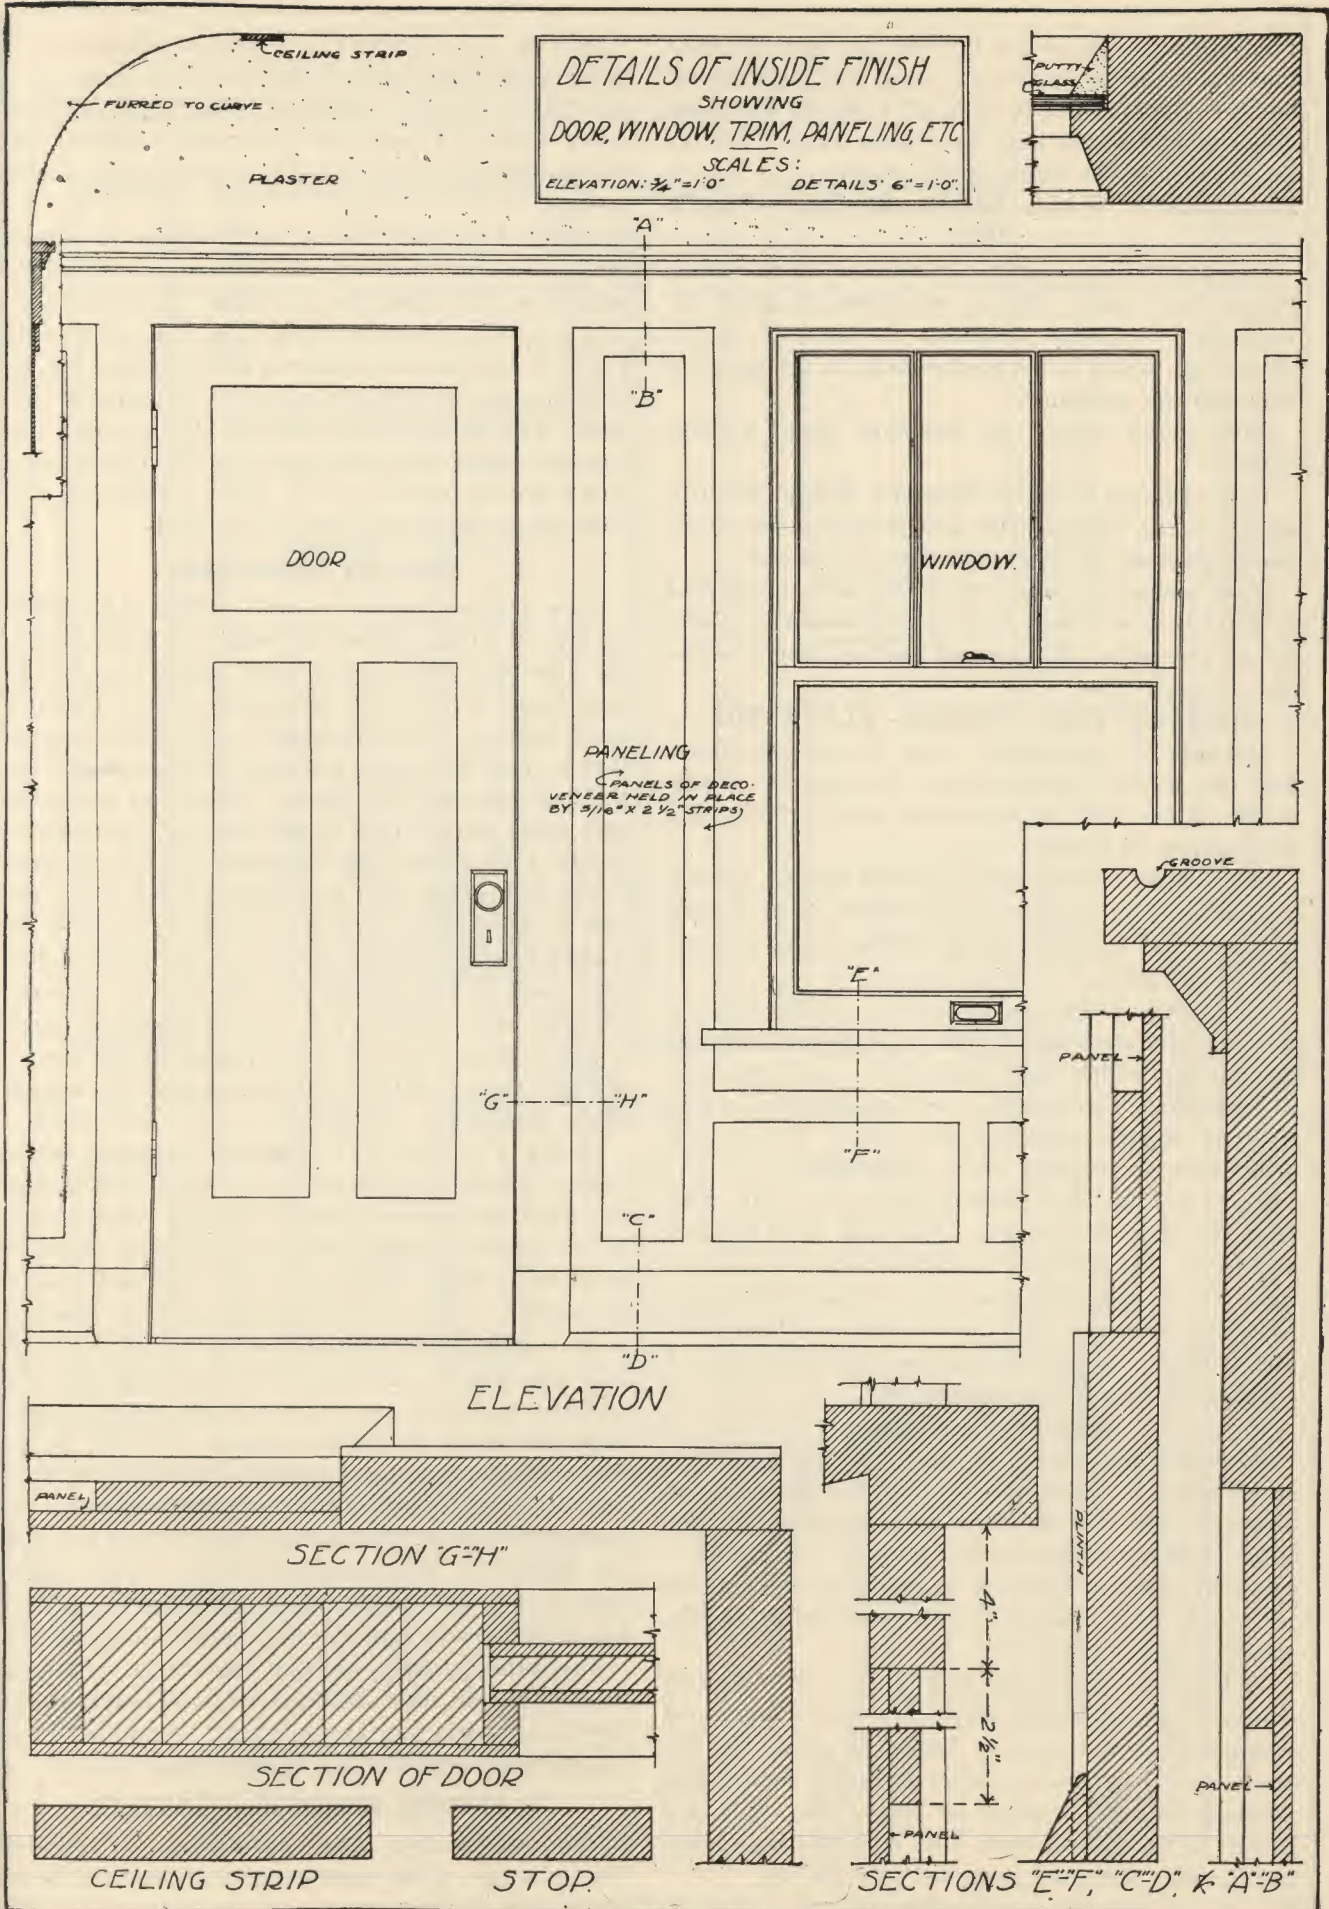 CEILING STRIP
FURRED TO CURVE
PLASTER
DETAILS OF INSIDE FINISH
SHOWING
DOOR, WINDOW, TRIM, PANELING, ETC
SCALES:
ELEVATION: 3/4"=1'0" DETAILS' 6"=1'-0".
PUTTY
GLASS
"A"
"B"
DOOR
WINDOW.
PANELING
PANELS OF DECO-
VENEER HELD IN PLACE
BY 5/16" X 2 1/2" STRIPS
GROOVE
"E"
PANEL
"G" "H"
"F"
"C"
"D"
ELEVATION
PANEL
SECTION "G"-"H"
PLINTH
4"
2 1/2"
SECTION OF DOOR
PANEL
PANEL
CEILING STRIP
STOP.
SECTIONS "E"-"F", "C"-"D", & "A"-"B"